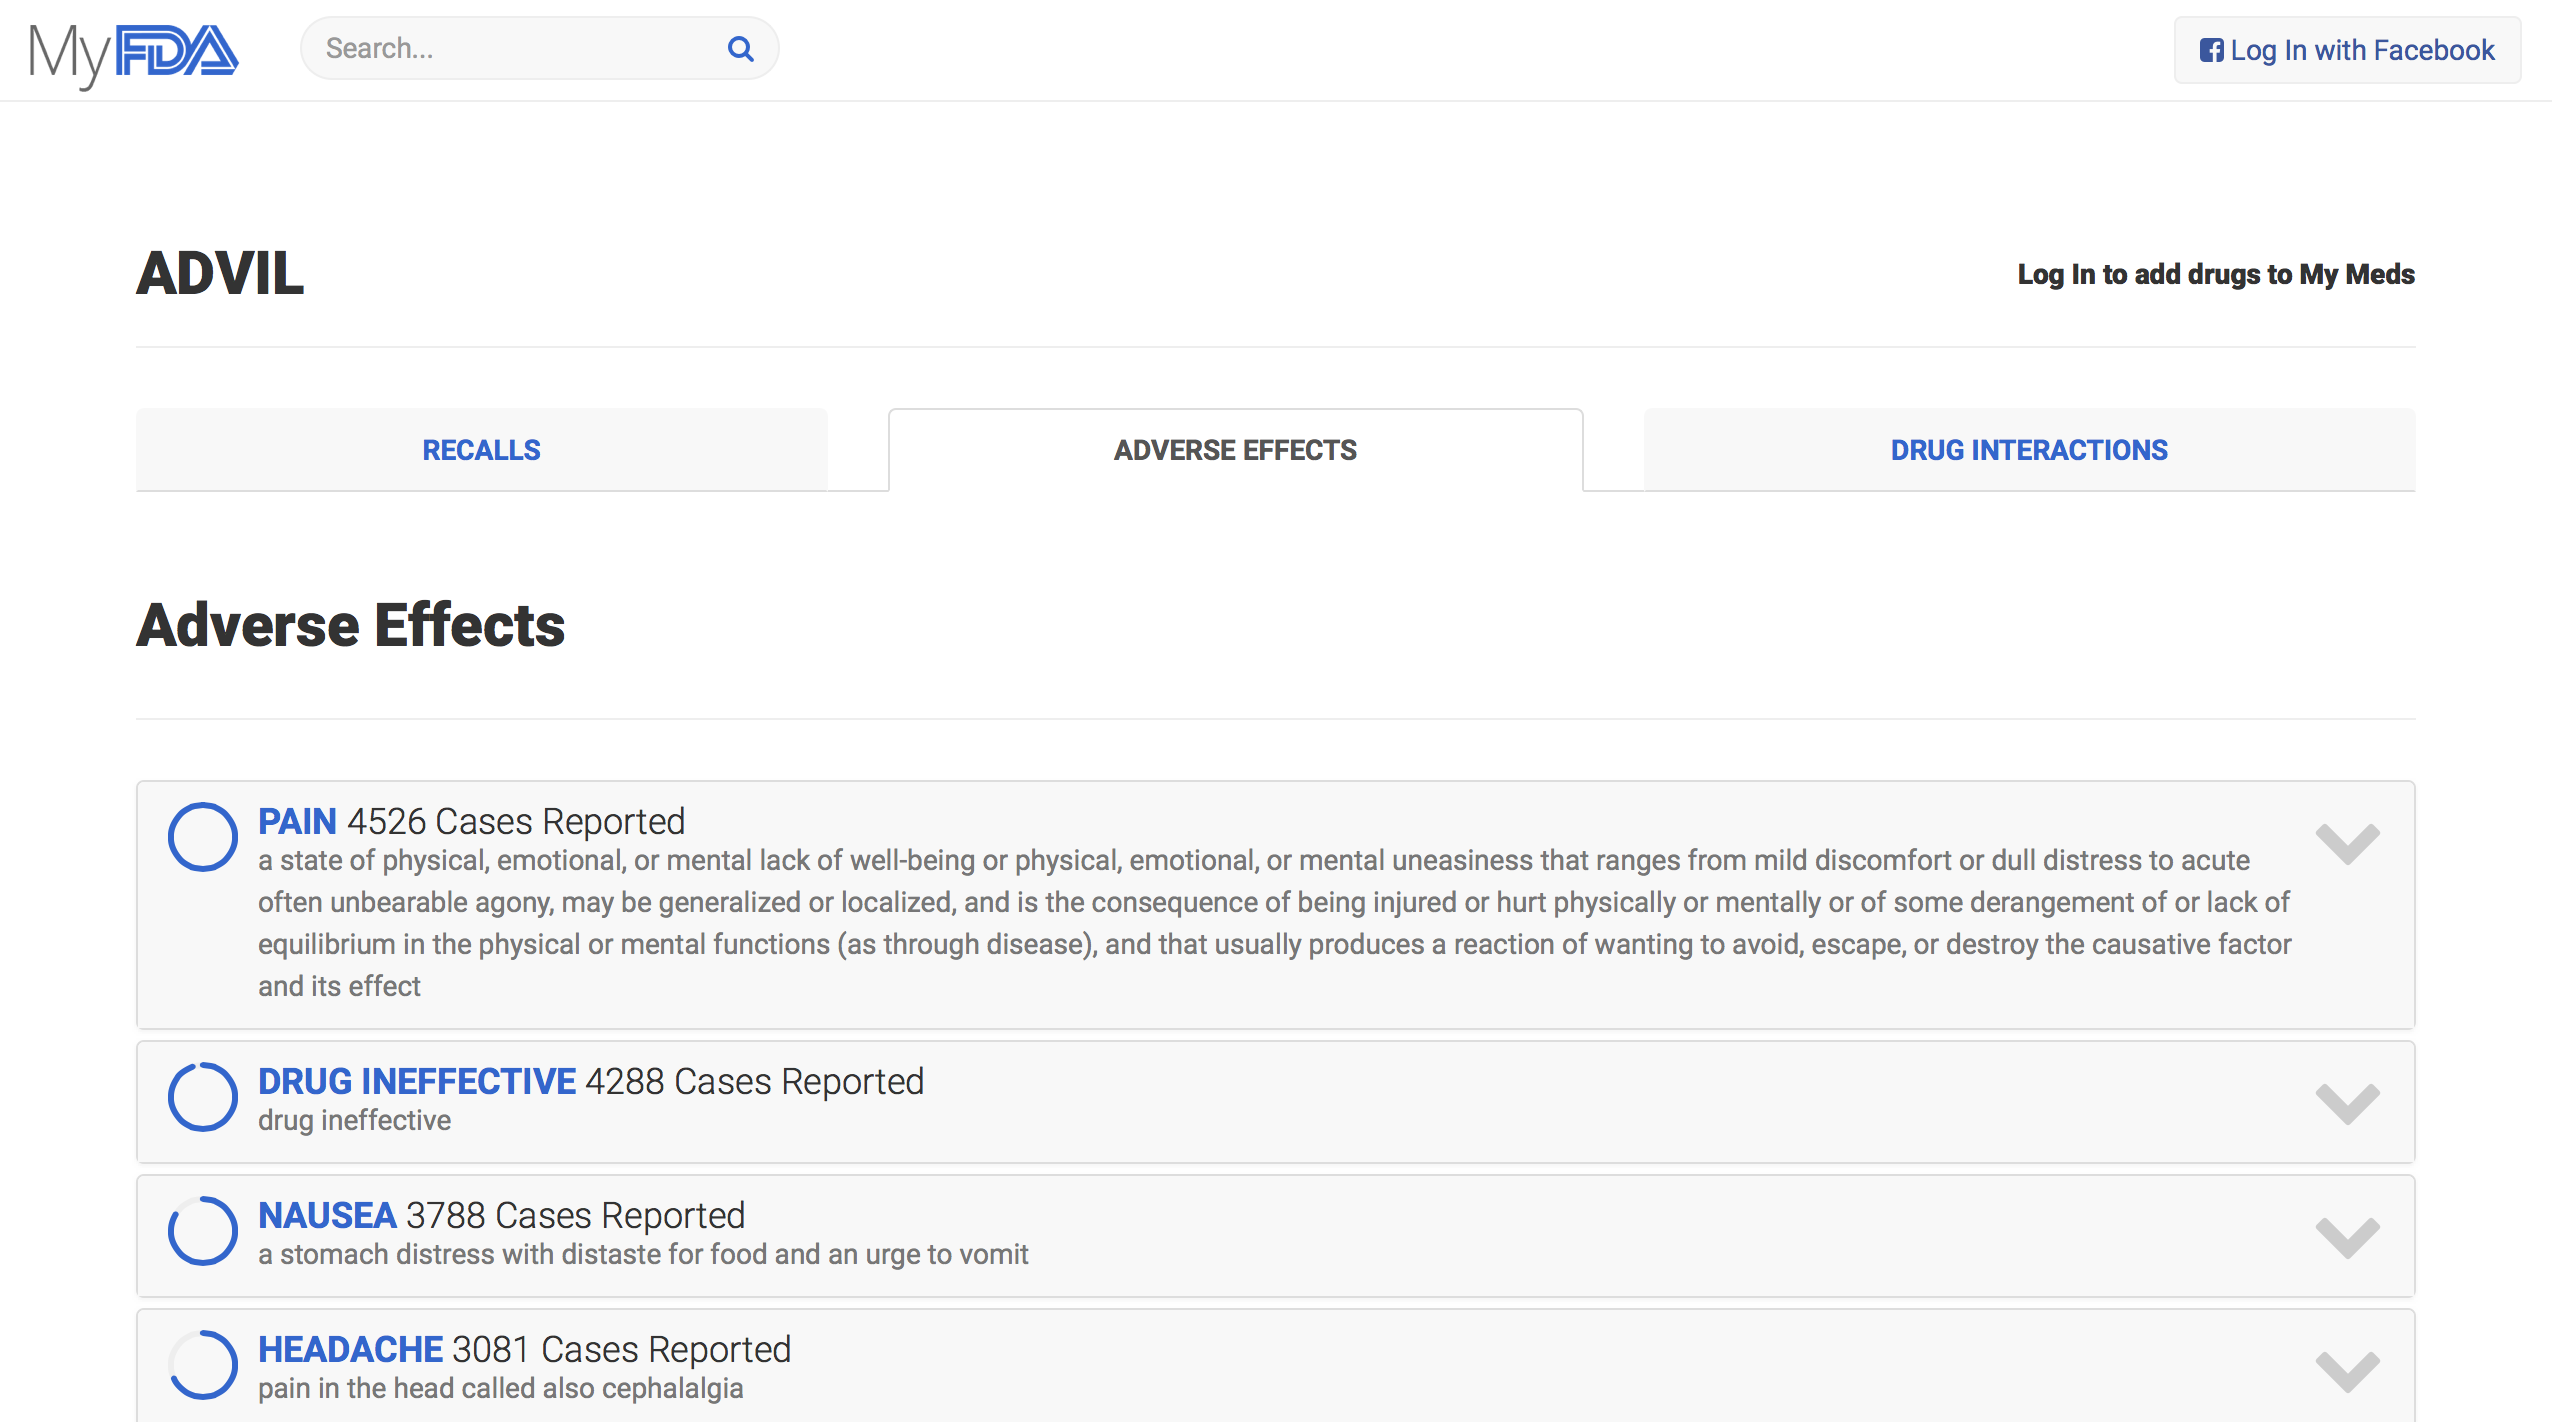 MyFDA
Search...
Log In with Facebook
ADVIL
Log In to add drugs to My Meds
RECALLS
ADVERSE EFFECTS
DRUG INTERACTIONS
Adverse Effects
PAIN 4526 Cases Reported
a state of physical, emotional, or mental lack of well-being or physical, emotional, or mental uneasiness that ranges from mild discomfort or dull distress to acute
often unbearable agony, may be generalized or localized, and is the consequence of being injured or hurt physically or mentally or of some derangement of or lack of
equilibrium in the physical or mental functions (as through disease), and that usually produces a reaction of wanting to avoid, escape, or destroy the causative factor
and its effect
DRUG INEFFECTIVE 4288 Cases Reported
drug ineffective
NAUSEA 3788 Cases Reported
a stomach distress with distaste for food and an urge to vomit
HEADACHE 3081 Cases Reported
pain in the head called also cephalalgia